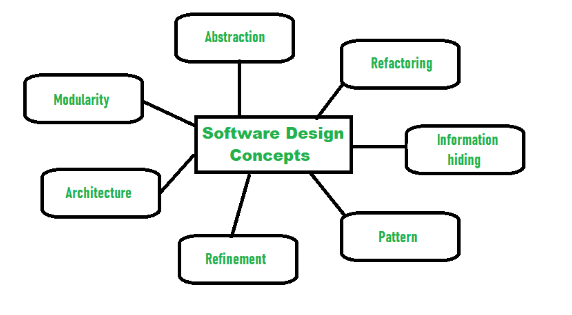 Abstraction
Refactoring
Modularity
Software Design
Concepts
Information
hiding
Architecture
Pattern
Refinement